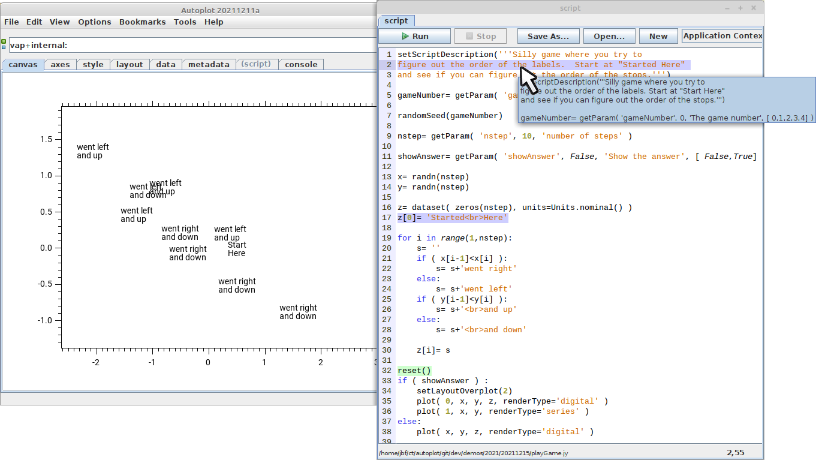 Autoplot 20211211a
File Edit View Options Bookmarks Tools Help
vap+internal:
canvas axes style layout data metadata (script) console
1.5
1.0
0.5
0.0
-0.5
-1.0
-2 -1 0 1 2
went left
and up
went left
and down
went left
and up
went left
and up
went right
and down
went left
and up
Start
Here
went right
and down
went right
and down
went right
and down
script
script
Run Stop Save As... Open... New Application Contex
1 setScriptDescription('''Silly game where you try to
2 figure out the order of the labels.  Start at "Started Here"
3 and see if you can figure the order of the stops.''')
4
5 gameNumber= getParam( 'ga
6
7 randomSeed(gameNumber)
8
9 nstep= getParam( 'nstep', 10, 'number of steps' )
10
11 showAnswer= getParam( 'showAnswer', False, 'Show the answer', [ False,True]
12
13 x= randn(nstep)
14 y= randn(nstep)
15
16 z= dataset( zeros(nstep), units=Units.nominal() )
17 z[0]= 'Started<br>Here'
18
19 for i in range(1,nstep):
20     s= ''
21     if ( x[i-1]<x[i] ):
22         s= s+'went right'
23     else:
24         s= s+'went left'
25     if ( y[i-1]<y[i] ):
26         s= s+'<br>and up'
27     else:
28         s= s+'<br>and down'
29
30     z[i]= s
31
32 reset()
33 if ( showAnswer ) :
34     setLayoutOverplot(2)
35     plot( 0, x, y, z, renderType='digital' )
36     plot( 1, x, y, renderType='series' )
37 else:
38     plot( x, y, z, renderType='digital' )
39
scriptDescription('''Silly game where you try to
figure out the order of the labels. Start at "Start Here"
and see if you can figure out the order of the stops.''')
gameNumber= getParam( 'gameNumber', 0, 'The game number', [ 0,1,2,3,4] )
/home/jbf/ct/autoplot/git/dev/demos/2021/20211215/playGame.jy
2,55